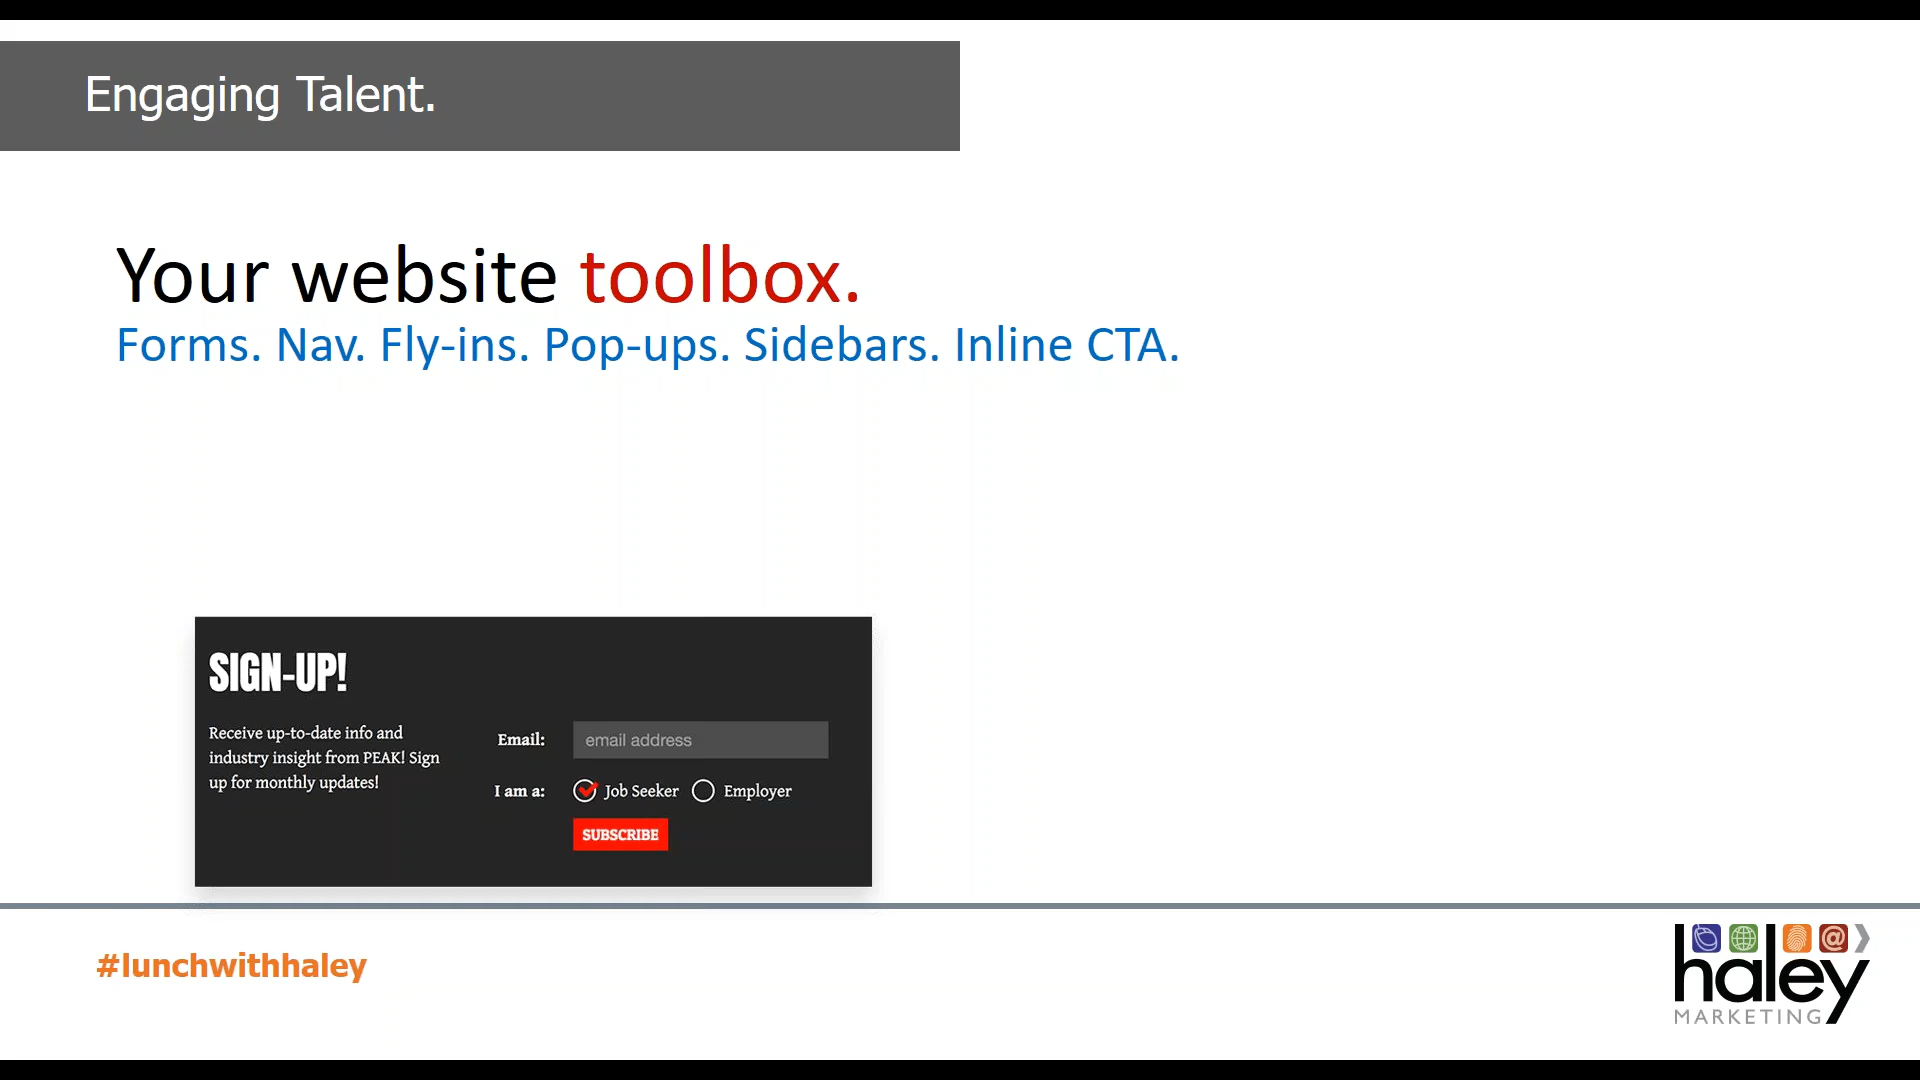 Engaging Talent.
Your website toolbox.
Forms. Nav. Fly-ins. Pop-ups. Sidebars. Inline CTA.
SIGN-UP!
Receive up-to-date info and
industry insight from PEAK! Sign
up for monthly updates!
Email: email address
I am a: Job Seeker Employer
SUBSCRIBE
#lunchwithhaley
haley
MARKETING